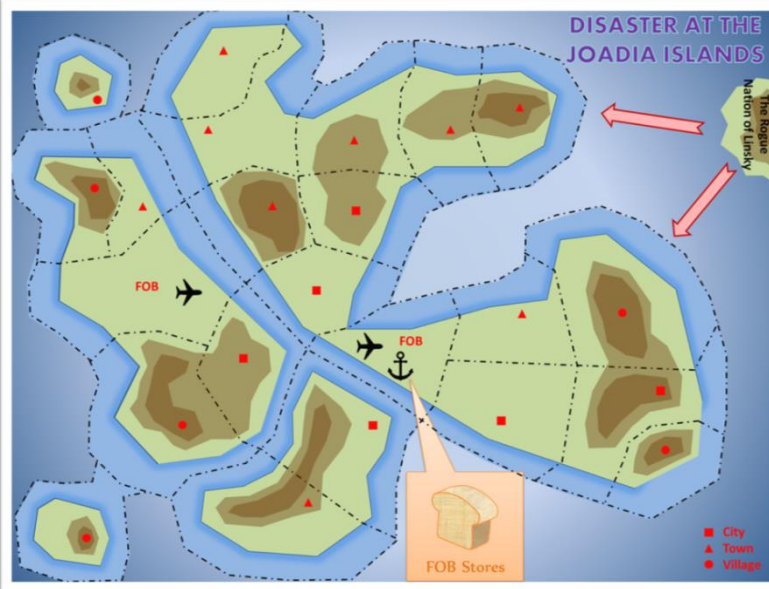 DISASTER AT THE
JOADIA ISLANDS
The Rogue
Nation of Linsky
FOB
FOB
FOB Stores
City
Town
Village